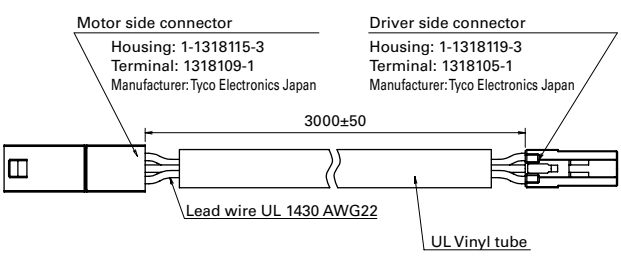 Motor side connector
Housing: 1-1318115-3
Terminal: 1318109-1
Manufacturer: Tyco Electronics Japan
Driver side connector
Housing: 1-1318119-3
Terminal: 1318105-1
Manufacturer: Tyco Electronics Japan
3000±50
Lead wire UL 1430 AWG22
UL Vinyl tube